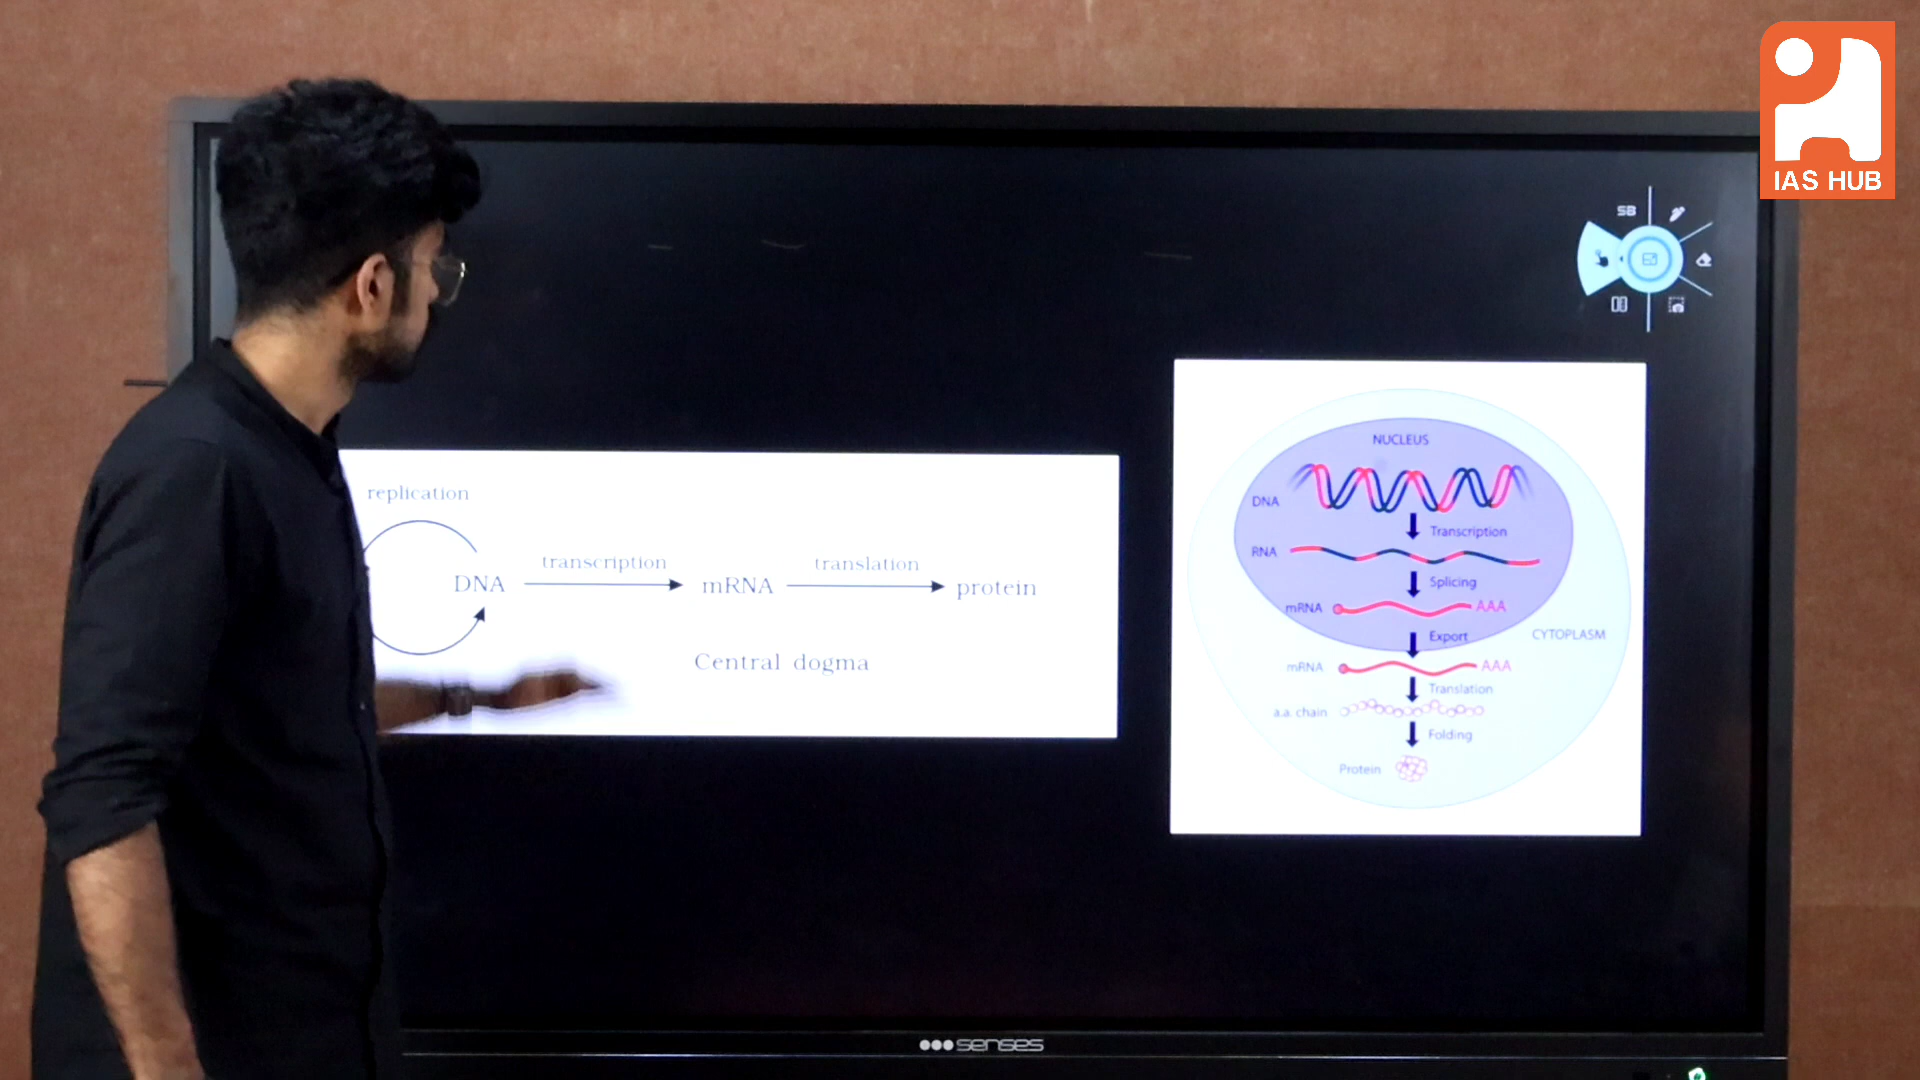 IAS HUB
SB
replication
DNA
transcription
mRNA
translation
protein
Central dogma
NUCLEUS
DNA
Transcription
RNA
Splicing
mRNA
AAA
Export
CYTOPLASM
mRNA
AAA
Translation
a.a. chain
Folding
Protein
senses